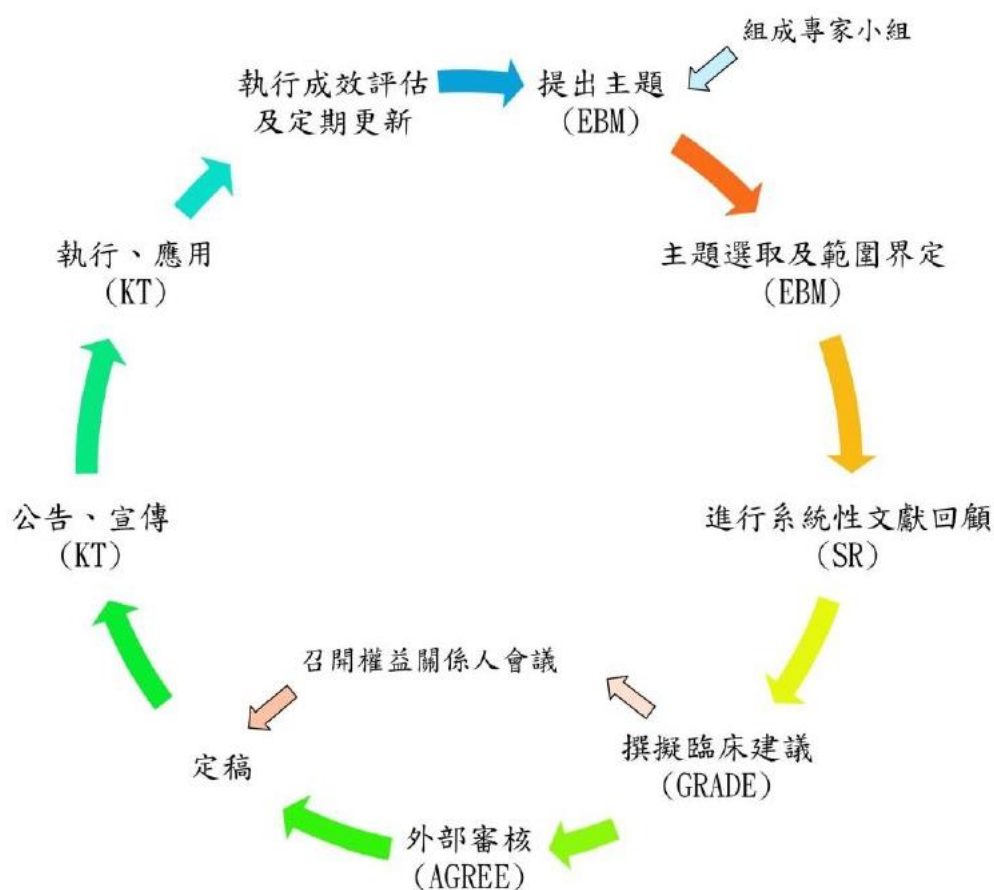 組成專家小組
提出主題
(EBM)
主題選取及範圍界定
(EBM)
進行系統性文獻回顧
(SR)
撰擬臨床建議
(GRADE)
召開權益關係人會議
外部審核
(AGREE)
定稿
公告、宣傳
(KT)
執行、應用
(KT)
執行成效評估
及定期更新